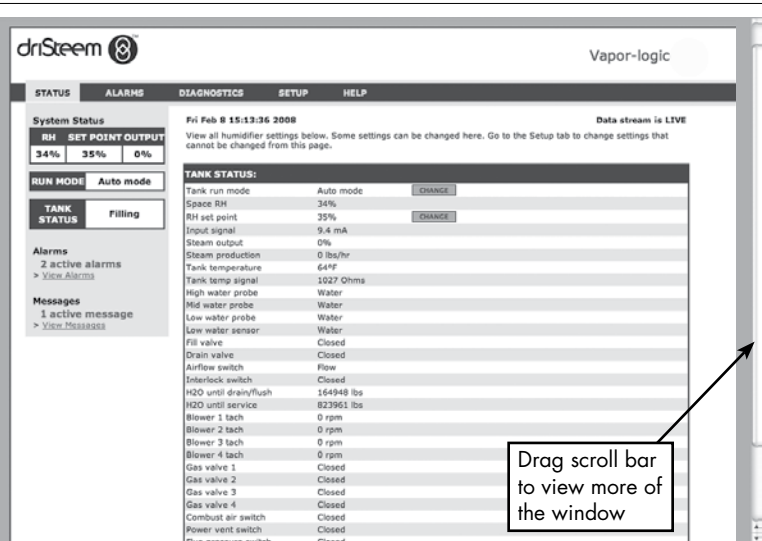 driSteem
Vapor-logic
STATUS ALARMS DIAGNOSTICS SETUP HELP
System Status
RH SET POINT OUTPUT
34% 35% 0%
RUN MODE Auto mode
TANK STATUS Filling
Alarms
2 active alarms
> View Alarms
Messages
1 active message
> View Messages
Fri Feb 8 15:13:36 2008 Data stream is LIVE
View all humidifier settings below. Some settings can be changed here. Go to the Setup tab to change settings that
cannot be changed from this page.
TANK STATUS:
Tank run mode Auto mode CHANGE
Space RH 34%
RH set point 35% CHANGE
Input signal 9.4 mA
Steam output 0%
Steam production 0 lbs/hr
Tank temperature 64°F
Tank temp signal 1027 Ohms
High water probe Water
Mid water probe Water
Low water probe Water
Low water sensor Water
Fill valve Closed
Drain valve Closed
Airflow switch Flow
Interlock switch Closed
H2O until drain/flush 164948 lbs
H2O until service 823961 lbs
Blower 1 tach 0 rpm
Blower 2 tach 0 rpm
Blower 3 tach 0 rpm
Blower 4 tach 0 rpm
Gas valve 1 Closed
Gas valve 2 Closed
Gas valve 3 Closed
Gas valve 4 Closed
Combust air switch Closed
Power vent switch Closed
Drag scroll bar
to view more of
the window